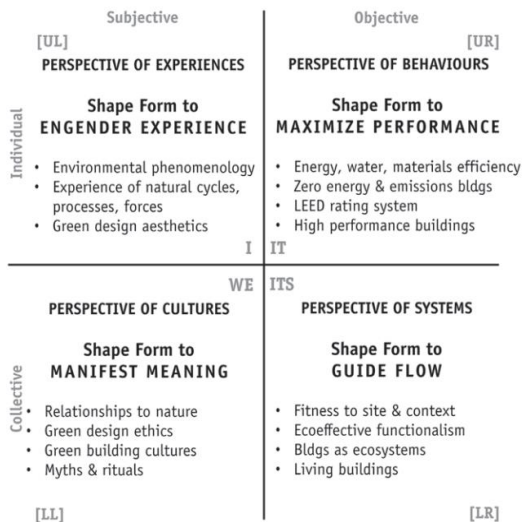 Subjective
Objective
[UL]
[UR]
Individual
PERSPECTIVE OF EXPERIENCES
Shape Form to
ENGENDER EXPERIENCE
• Environmental phenomenology
• Experience of natural cycles,
processes, forces
• Green design aesthetics
I
PERSPECTIVE OF BEHAVIOURS
Shape Form to
MAXIMIZE PERFORMANCE
• Energy, water, materials efficiency
• Zero energy & emissions bldgs
• LEED rating system
• High performance buildings
IT
Collective
WE
PERSPECTIVE OF CULTURES
Shape Form to
MANIFEST MEANING
• Relationships to nature
• Green design ethics
• Green building cultures
• Myths & rituals
[LL]
ITS
PERSPECTIVE OF SYSTEMS
Shape Form to
GUIDE FLOW
• Fitness to site & context
• Ecoeffective functionalism
• Bldgs as ecosystems
• Living buildings
[LR]